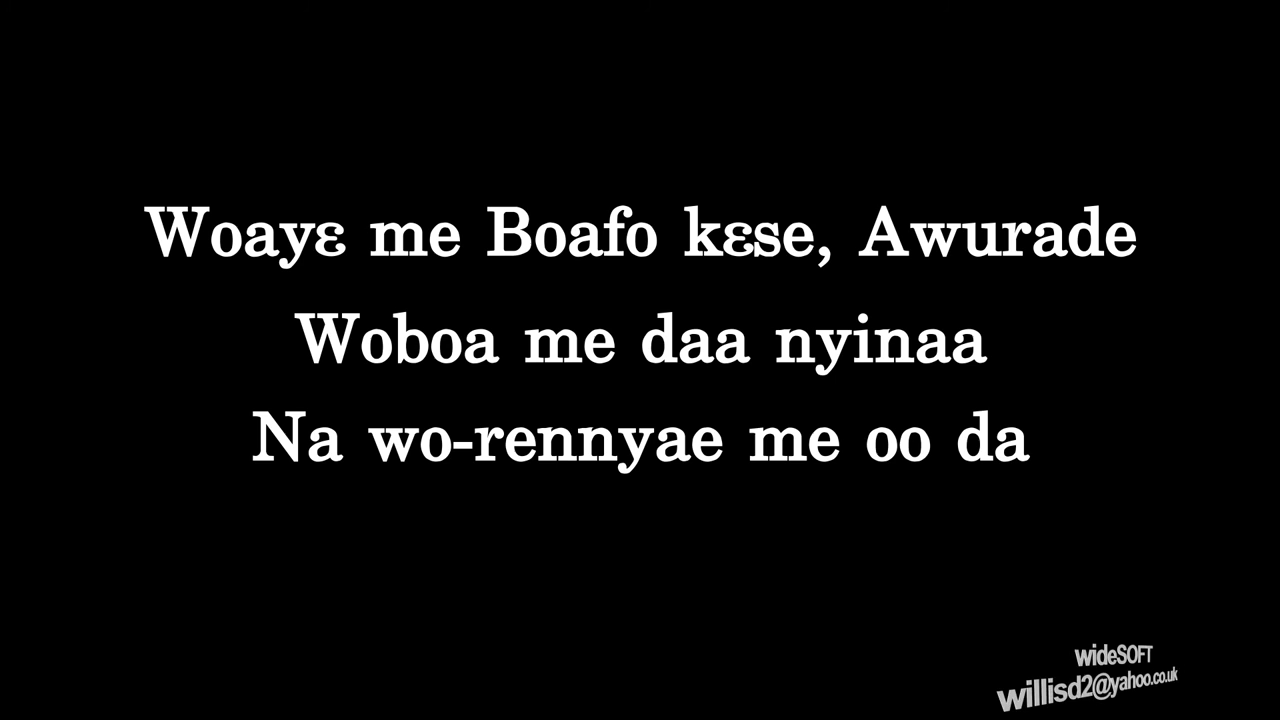 Woayɛ me Boafo kɛse, Awurade
Woboa me daa nyinaa
Na wo-rennyae me oo da
wideSOFT
willisd2@yahoo.co.uk